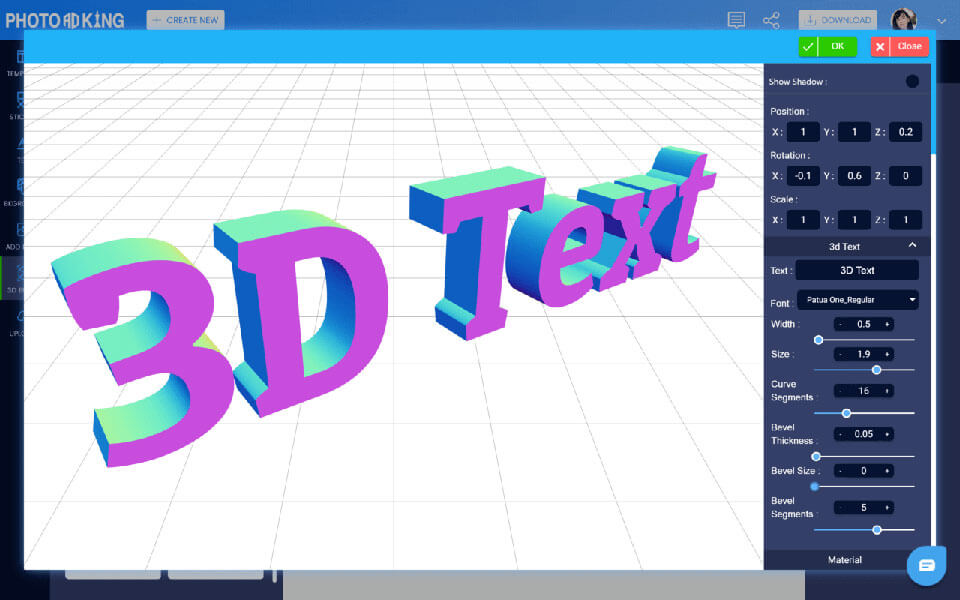 PHOTOADKING
+ CREATE NEW
DOWNLOAD
OK
Close
Show Shadow :
Position :
X : 1 Y : 1 Z : 0.2
Rotation :
X : -0.1 Y : 0.6 Z : 0
Scale :
X : 1 Y : 1 Z : 1
3d Text
Text : 3D Text
Font : Patua One_Regular
Width : - 0.5 +
Size : - 1.9 +
Curve
Segments : - 16 +
Bevel
Thickness : - 0.05 +
Bevel Size : - 0 +
Bevel
Segments : - 5 +
Material
3D Text